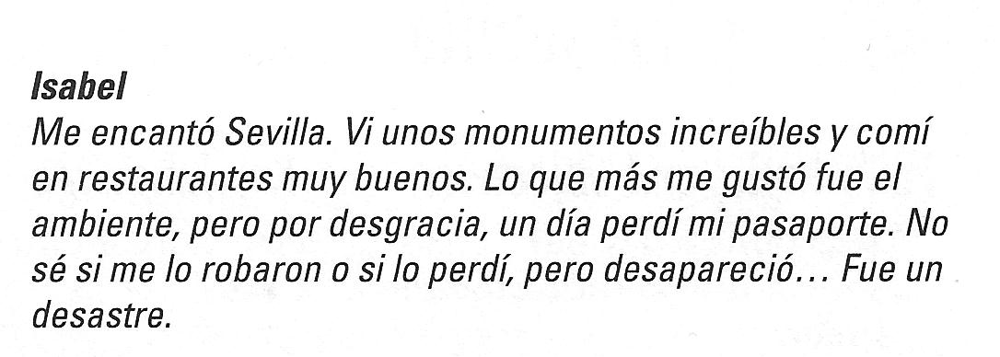 Isabel
Me encantó Sevilla. Vi unos monumentos increíbles y comí
en restaurantes muy buenos. Lo que más me gustó fue el
ambiente, pero por desgracia, un día perdí mi pasaporte. No
sé si me lo robaron o si lo perdí, pero desapareció... Fue un
desastre.